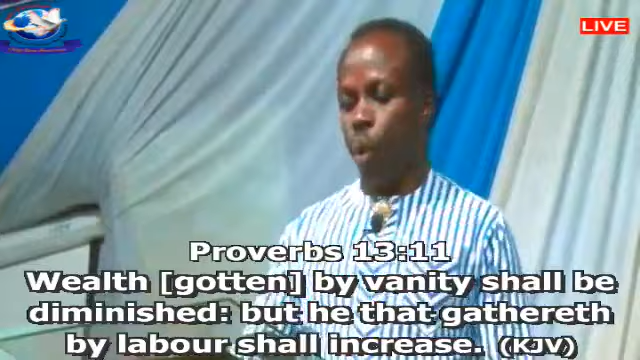 LIVE
Proverbs 13:11
Wealth [gotten] by vanity shall be
diminished: but he that gathereth
by labour shall increase. (KJV)